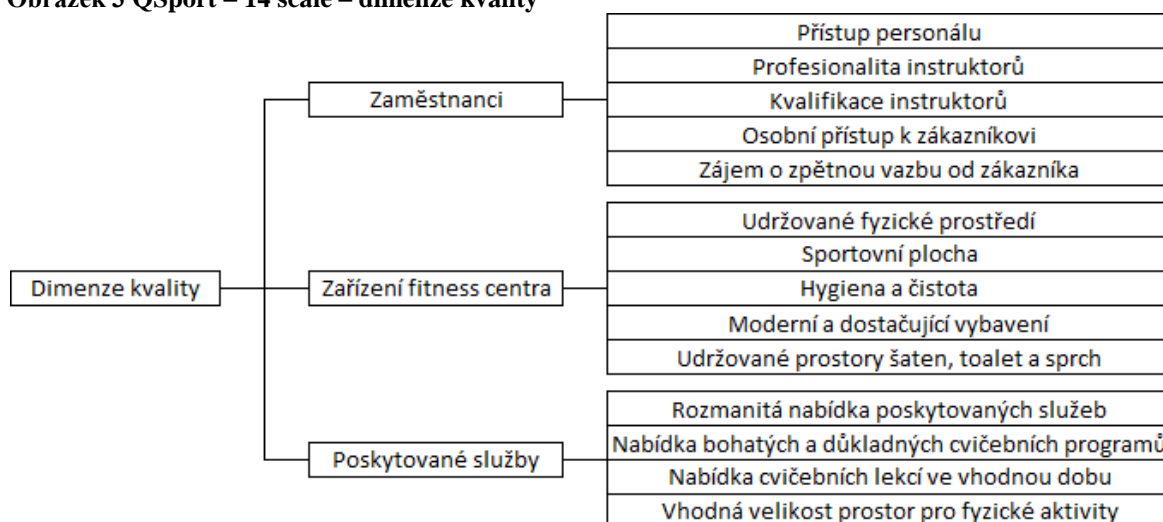 Obrázek 5 QSport – 14 scale – dimenze kvality
Přístup personálu
Profesionalita instruktorů
Zaměstnanci
Kvalifikace instruktorů
Osobní přístup k zákazníkovi
Zájem o zpětnou vazbu od zákazníka
Udržované fyzické prostředí
Sportovní plocha
Dimenze kvality
Zařízení fitness centra
Hygiena a čistota
Moderní a dostačující vybavení
Udržované prostory šaten, toalet a sprch
Rozmanitá nabídka poskytovaných služeb
Nabídka bohatých a důkladných cvičebních programů
Poskytované služby
Nabídka cvičebních lekcí ve vhodnou dobu
Vhodná velikost prostor pro fyzické aktivity